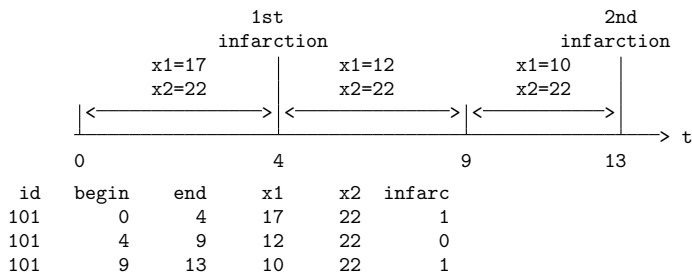 1st 2nd
infarction infarction
x1=17 x1=12 x1=10
x2=22 x2=22 x2=22
t
0 4 9 13
id begin end x1 x2 infarc
101 0 4 17 22 1
101 4 9 12 22 0
101 9 13 10 22 1